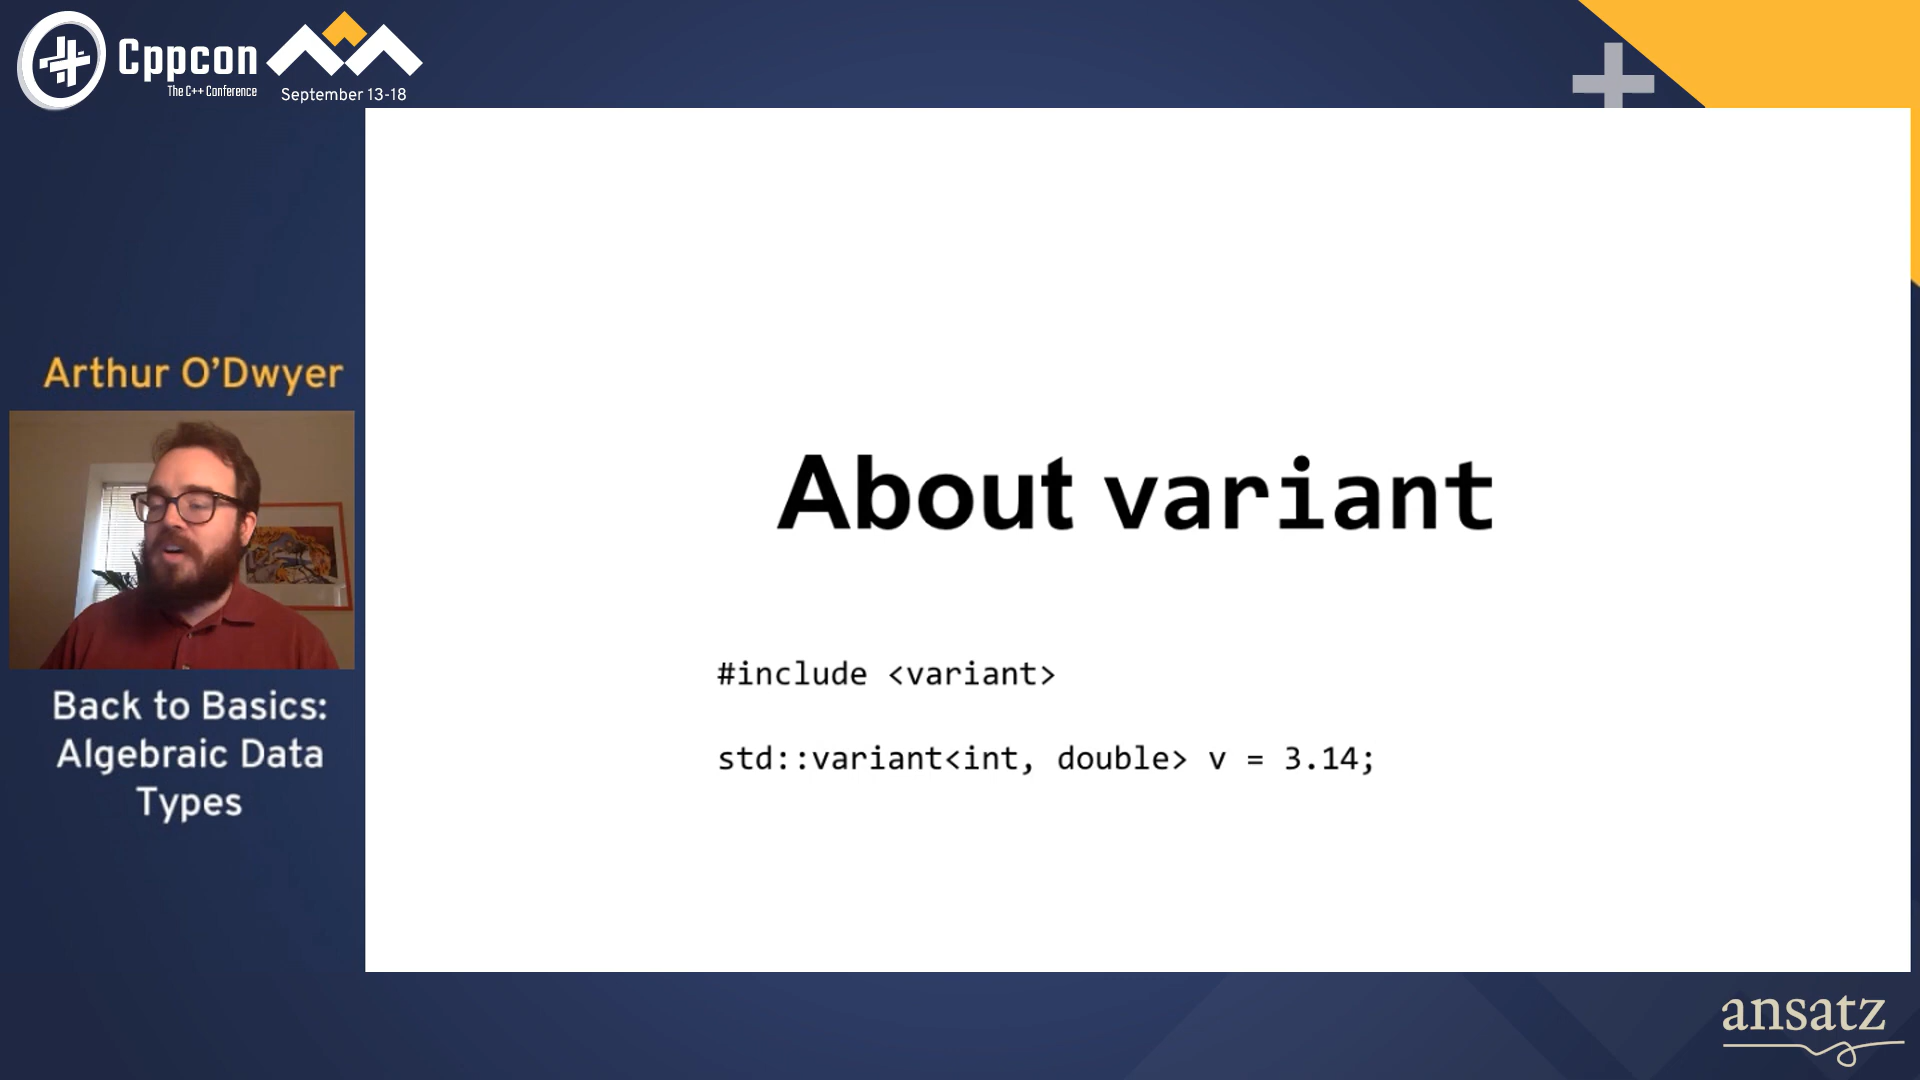 Cppcon
The C++ Conference
September 13-18
Arthur O’Dwyer
Back to Basics:
Algebraic Data
Types
About variant
#include <variant>
std::variant<int, double> v = 3.14;
ansatz